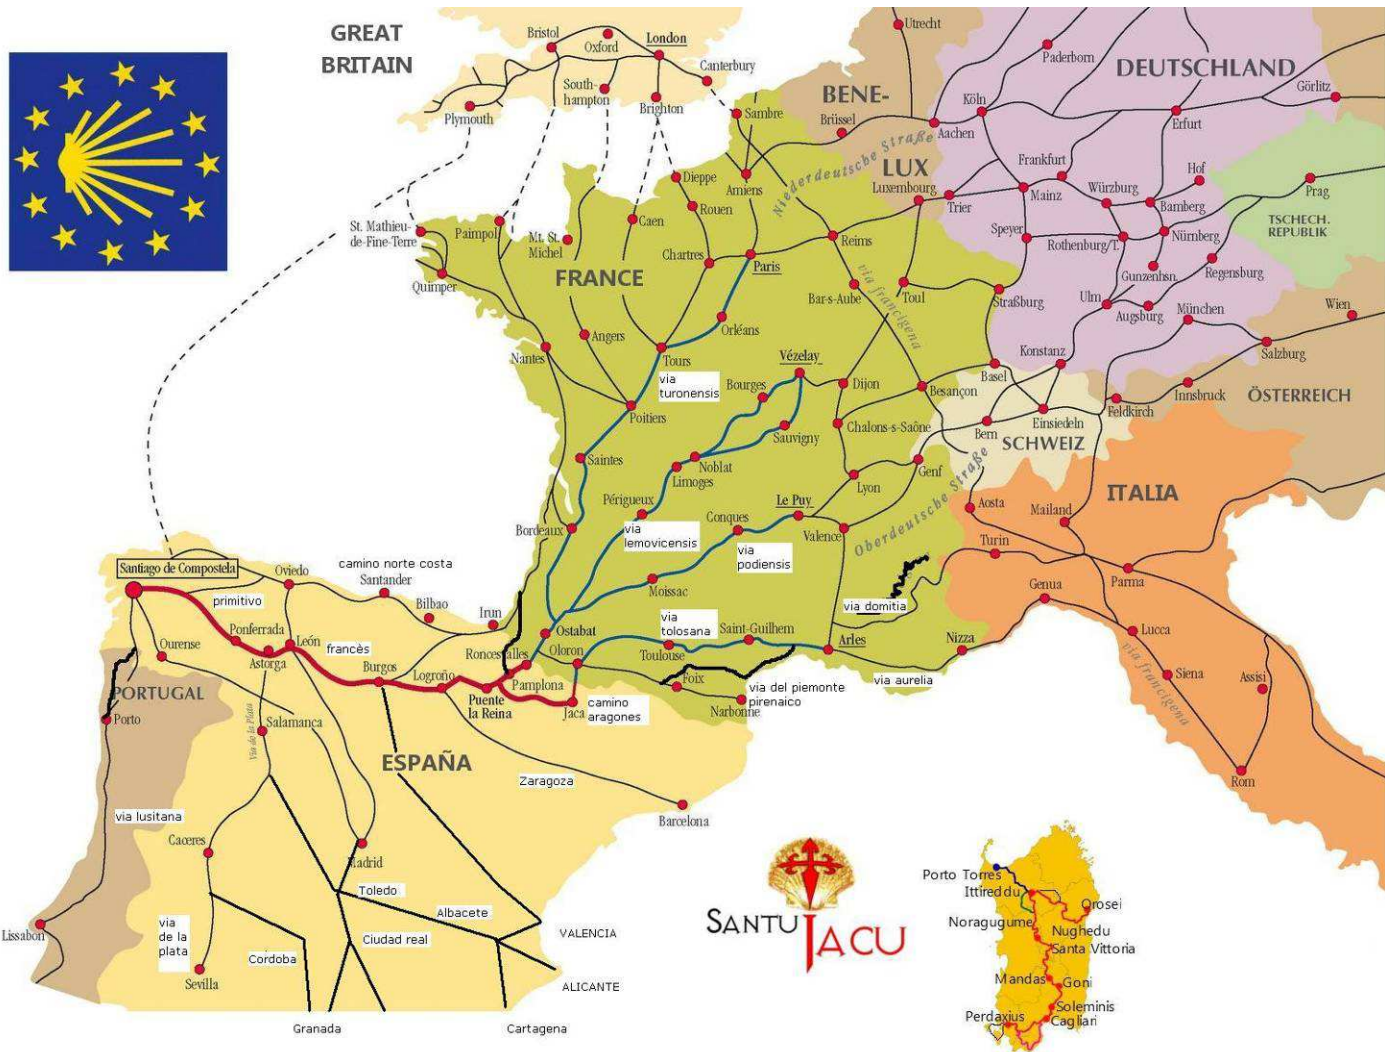 GREAT
BRITAIN
Bristol
Oxford
London
Canterbury
South-
hampton
Brighton
Plymouth
Utrecht
Paderborn
DEUTSCHLAND
BENE-
LUX
Brüssel
Aachen
Köln
Görlitz
Erfurt
Sambre
Niederdeutsche Straße
Luxembourg
Trier
Frankfurt
Mainz
Würzburg
Hof
Bamberg
Prag
TSCHECH.
REPUBLIK
Dieppe
Amiens
Rouen
Caen
St. Mathieu-
de-Fine-Terre
Paimpol
Mt. St.
Michel
Quimper
FRANCE
Chartres
Paris
Reims
Speyer
Rothenburg/T.
Nürnberg
Gunzenhsn.
Regensburg
Bar-s-Aube
via francigena
Toul
Straßburg
Ulm
Augsburg
München
Wien
Salzburg
Orléans
Angers
Nantes
Tours
via
turonensis
Vézelay
Bourges
Dijon
Besançon
Basel
Konstanz
Innsbruck
ÖSTERREICH
Feldkirch
Poitiers
Sauvigny
Chalons-s-Saône
Bern
Einsiedeln
SCHWEIZ
Saintes
Noblat
Limoges
Lyon
Genf
Oberdeutsche Straße
ITALIA
Périgueux
Conques
Le Puy
Valence
Aosta
Mailand
Bordeaux
via
lemovicensis
via
podiensis
Turin
Santiago de Compostela
Oviedo
camino norte costa
Santander
Bilbao
Irun
Moissac
via domitia
Genua
Parma
primitivo
Ourense
Ponferrada
Astorga
León
francès
Burgos
Logroño
Roncesvalles
Ostabat
Oloron
via
tolosana
Toulouse
Saint-Guilhem
Arles
Nizza
Lucca
PORTUGAL
Porto
Salamanca
Via de la Plata
Puente
la Reina
Pamplona
Jaca
camino
aragones
Foix
Narbonne
via del piemonte
pirenaico
via aurelia
via francigena
Siena
Assisi
Rom
ESPAÑA
Zaragoza
Barcelona
via lusitana
Caceres
Madrid
Toledo
Albacete
VALENCIA
Lissabon
via
de la
plata
Sevilla
Cordoba
Ciudad real
ALICANTE
Granada
Cartagena
SANTU
JACU
Porto Torres
Ittireddu
Orosei
Noragugume
Nughedu
Santa Vittoria
Mandas
Goni
Soleminis
Perdaxius
Cagliari